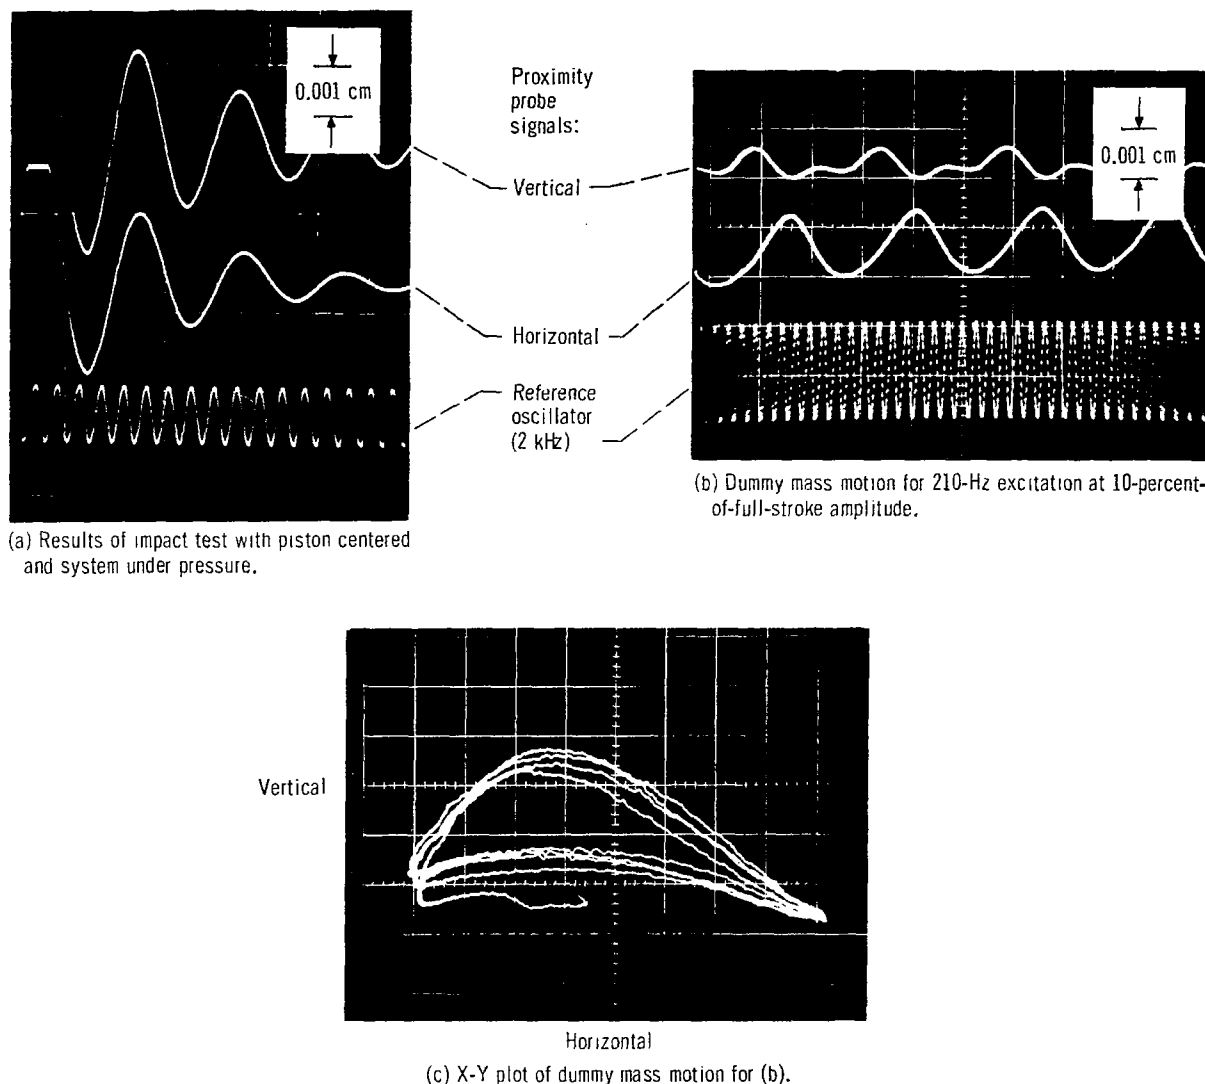 0.001 cm
Proximity
probe
signals:
Vertical
Horizontal
Reference
oscillator
(2 kHz)
0.001 cm
(a) Results of impact test with piston centered
and system under pressure.
(b) Dummy mass motion for 210-Hz excitation at 10-percent-
of-full-stroke amplitude.
Vertical
Horizontal
(c) X-Y plot of dummy mass motion for (b).